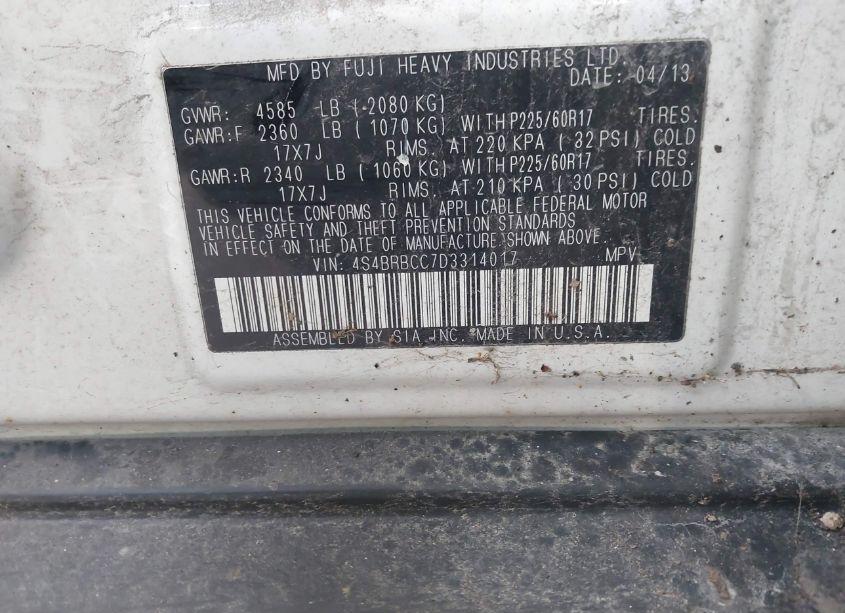 MFD BY FUJI HEAVY INDUSTRIES LTD.
DATE: 04/13
GVWR: 4585 LB (2080 KG)
GAWR:F 2360 LB (1070 KG) WITH P225/60R17 TIRES.
17X7J RIMS. AT 220 KPA (32 PSI) COLD
GAWR:R 2340 LB (1060 KG) WITH P225/60R17 TIRES.
17X7J RIMS. AT 210 KPA (30 PSI) COLD
THIS VEHICLE CONFORMS TO ALL APPLICABLE FEDERAL MOTOR
VEHICLE SAFETY AND THEFT PREVENTION STANDARDS
IN EFFECT ON THE DATE OF MANUFACTURE SHOWN ABOVE.
VIN: 4S4BRBCC7D3314017 MPV
ASSEMBLED BY SIA INC. MADE IN U.S.A.